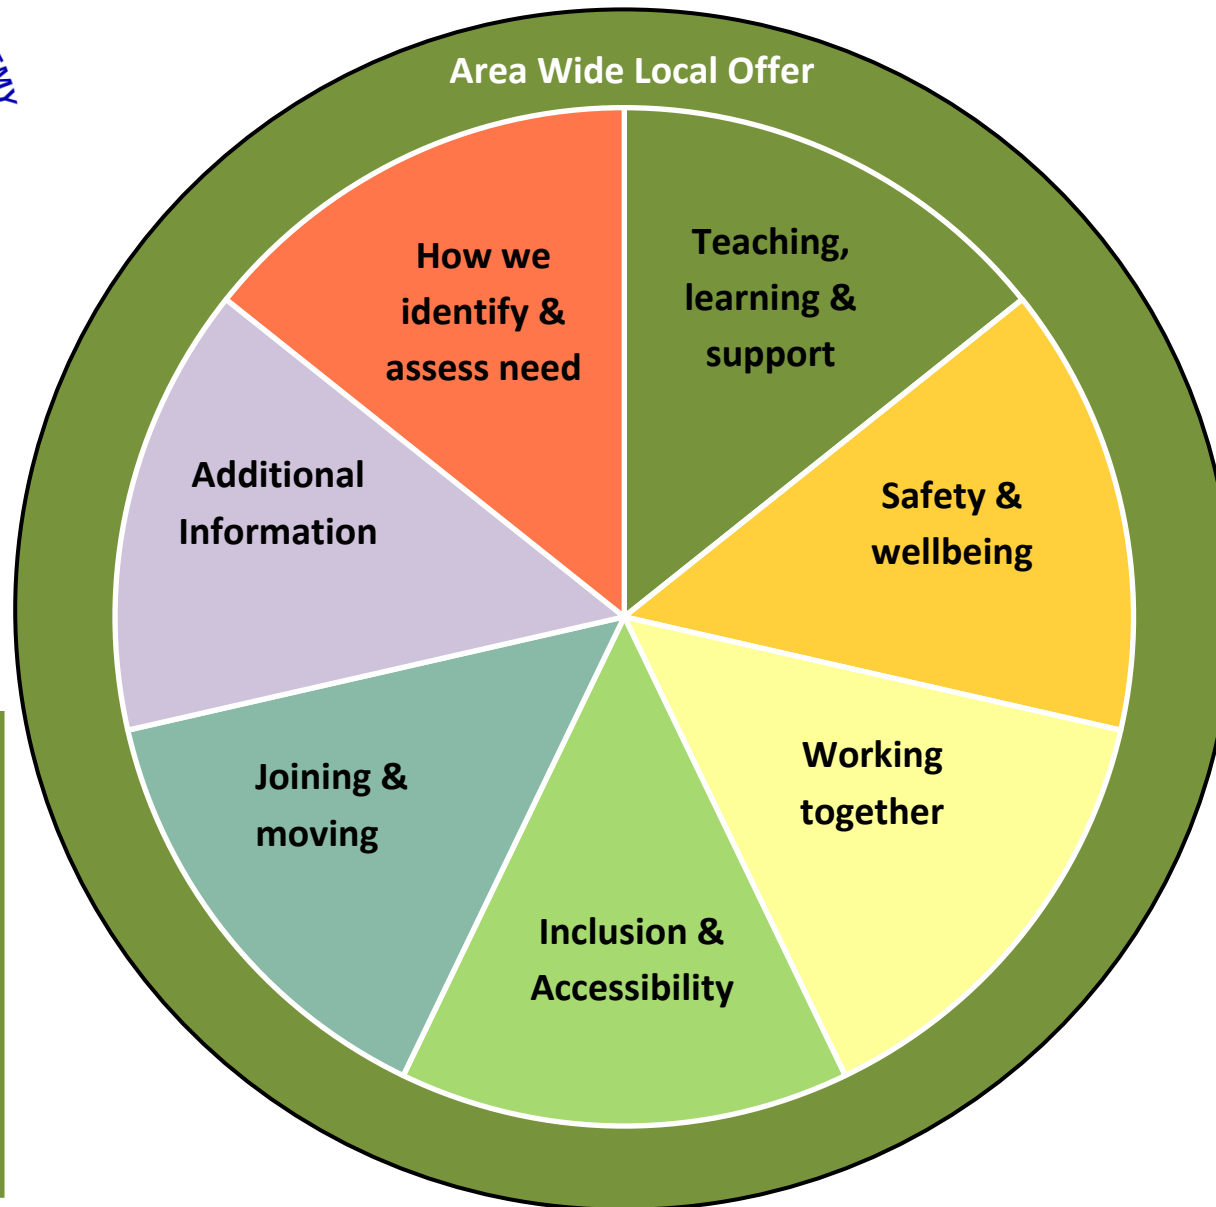 Area Wide Local Offer
How we
identify &
assess need
Teaching,
learning &
support
Safety &
wellbeing
Working
together
Inclusion &
Accessibility
Joining &
moving
Additional
Information